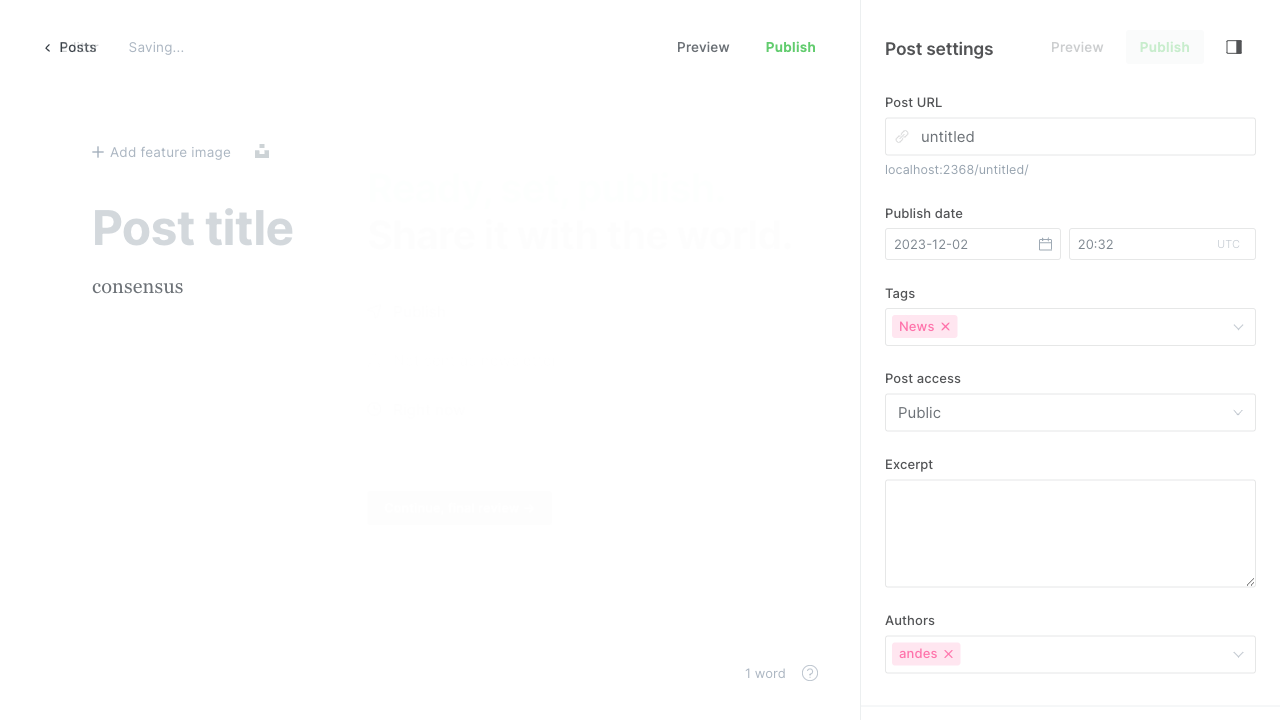 Posts
Saving...
Preview
Publish
Add feature image
Post title
Share it with the world.
consensus
1 word
Post settings
Preview
Publish
Post URL
untitled
localhost:2368/untitled/
Publish date
2023-12-02
20:32
UTC
Tags
News
Post access
Public
Excerpt
Authors
andes